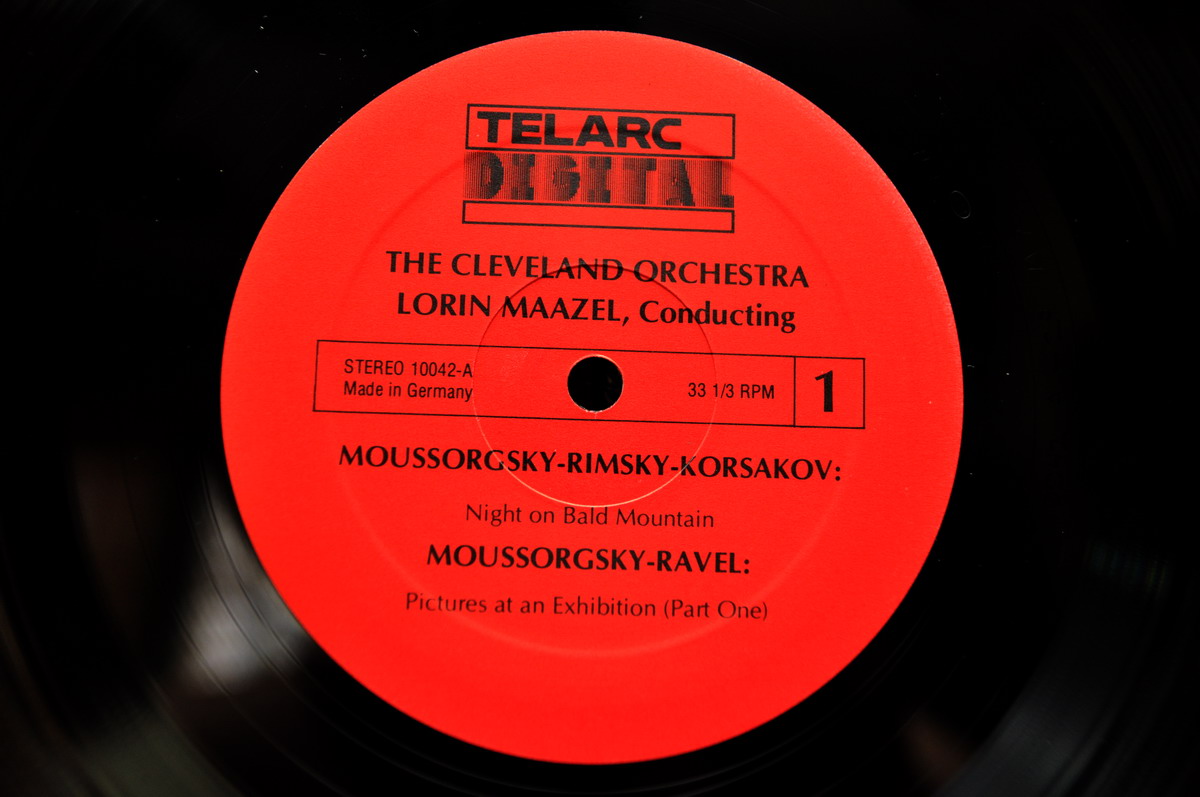 TELARC
DIGITAL
THE CLEVELAND ORCHESTRA
LORIN MAAZEL, Conducting
STEREO 10042-A
Made in Germany
33 1/3 RPM
1
MOUSSORGSKY-RIMSKY-KORSAKOV:
Night on Bald Mountain
MOUSSORGSKY-RAVEL:
Pictures at an Exhibition (Part One)